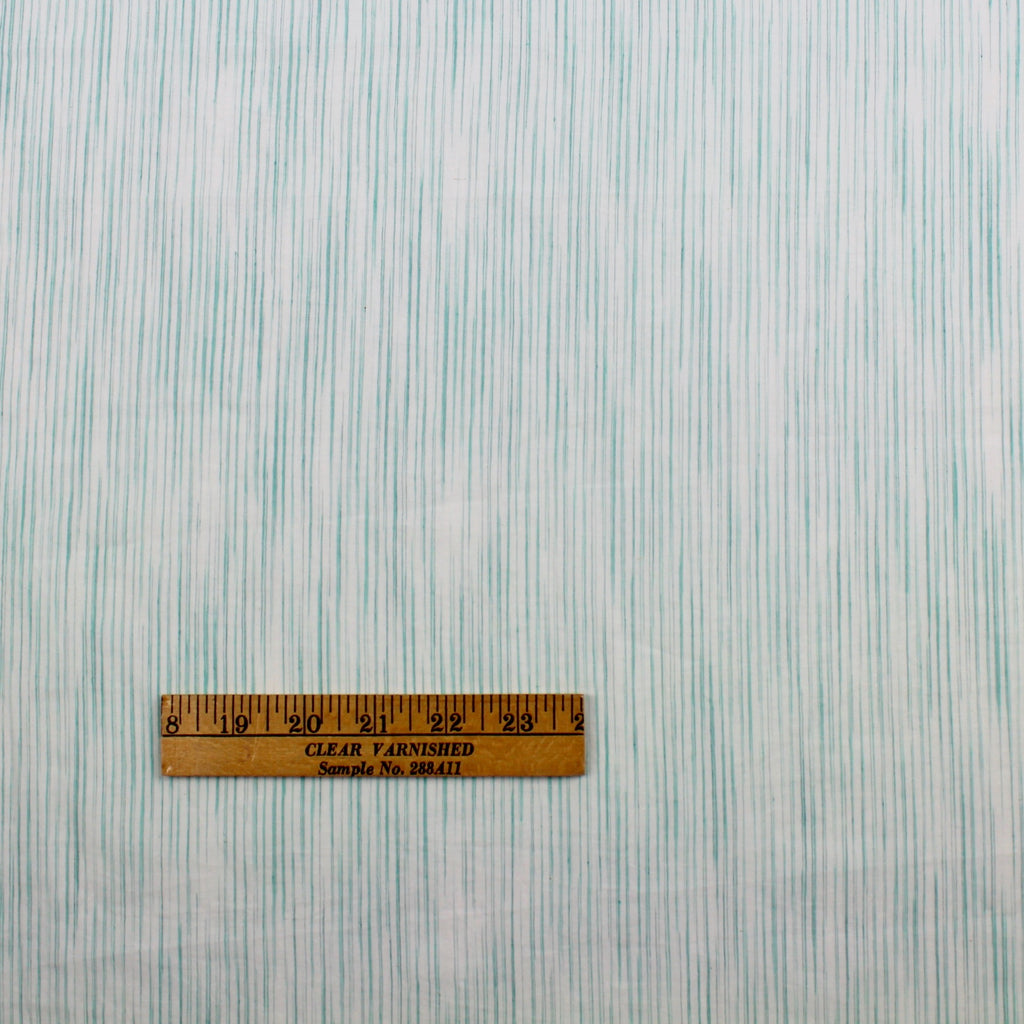 8 19 20 21 22 23 2
CLEAR VARNISHED
Sample No. 288A11